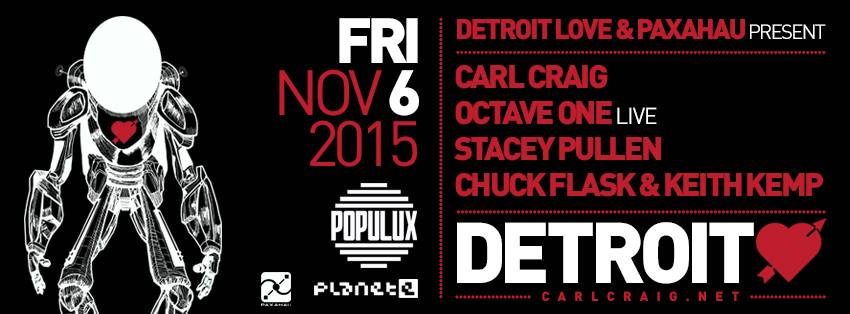 FRI
NOV 6
2015
POPULUX
PAXAHAU
planet e
DETROIT LOVE & PAXAHAU PRESENT
CARL CRAIG
OCTAVE ONE LIVE
STACEY PULLEN
CHUCK FLASK & KEITH KEMP
DETROIT
CARLCRAIG.NET